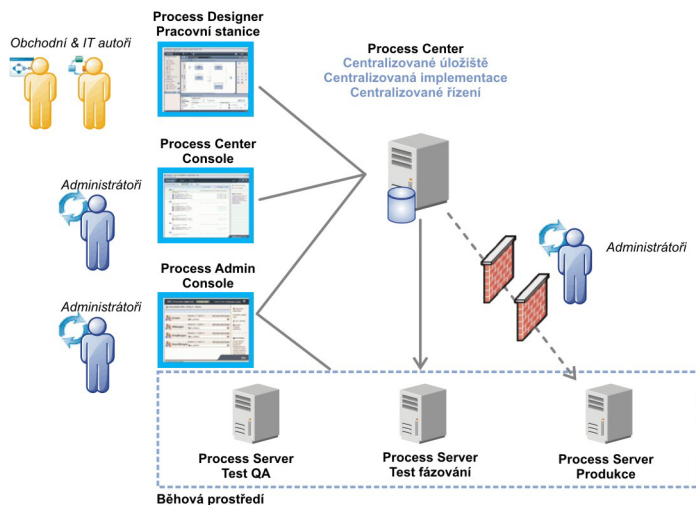 Process Designer
Pracovní stanice
Obchodní & IT autoři
Process Center
Centralizované úložiště
Centralizovaná implementace
Centralizované řízení
Process Center
Console
Administrátoři
Administrátoři
Process Admin
Console
Administrátoři
Process Server
Test QA
Process Server
Test fázování
Process Server
Produkce
Běhová prostředí